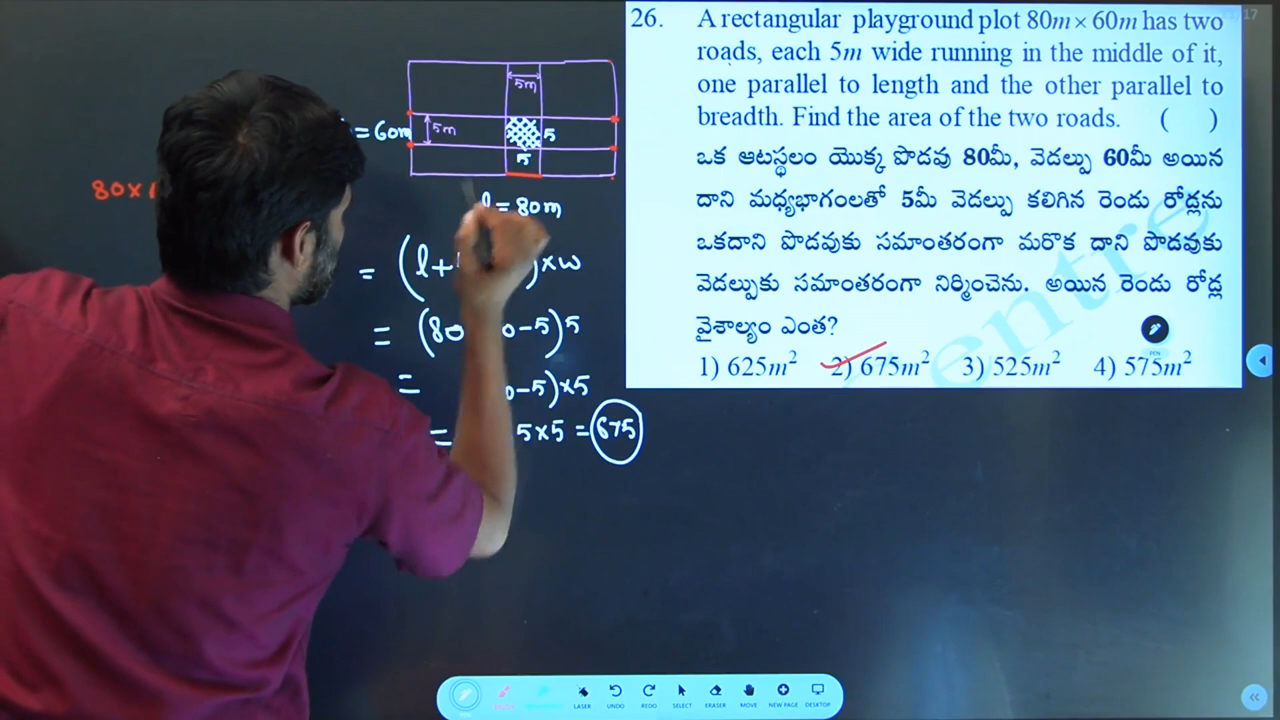 26. A rectangular playground plot 80m × 60m has two
roads, each 5m wide running in the middle of it,
one parallel to length and the other parallel to
breadth. Find the area of the two roads. ( )
ఒక ఆటస్థలం యొక్క పొడవు 80మీ, వెడల్పు 60మీ అయిన
దాని మధ్యభాగంలతో 5మీ వెడల్పు కలిగిన రెండు రోడ్లను
ఒకదాని పొడవుకు సమాంతరంగా మరొక దాని పొడవుకు
వెడల్పుకు సమాంతరంగా నిర్మించెను. అయిన రెండు రోడ్ల
వైశాల్యం ఎంత?
1) 625m² 2) 675m² 3) 525m² 4) 575m²
PEN
entre
17
5m
5m
= 60m
5
5
l = 80m
80×
= (l+ )×w
= (80 0-5)5
= 0-5)×5
= 5×5 = 675
LASER UNDO REDO SELECT ERASER MOVE NEW PAGE DESKTOP